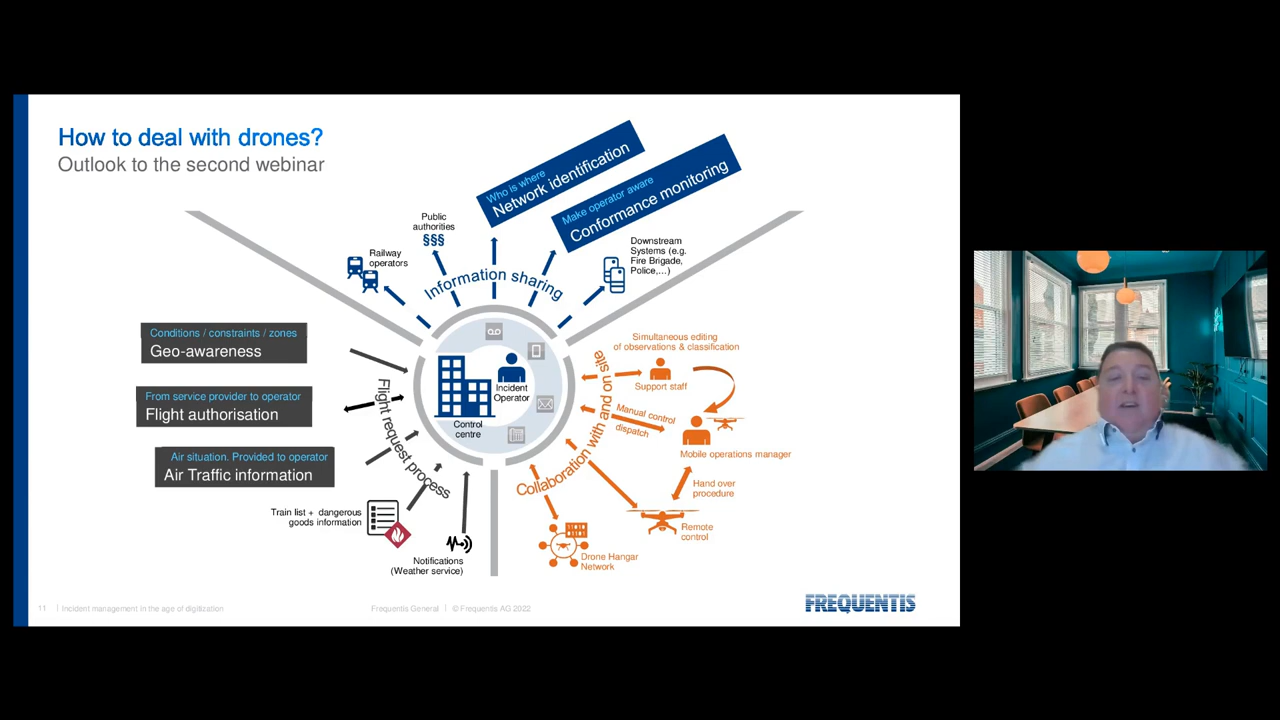 How to deal with drones?
Outlook to the second webinar
Who is where
Network identification
Make operator aware
Conformance monitoring
Public
authorities
§§§
Railway
operators
Downstream
Systems (e.g.
Fire Brigade,
Police,...)
Information sharing
Conditions / constraints / zones
Geo-awareness
From service provider to operator
Flight authorisation
Air situation. Provided to operator
Air Traffic information
Flight request process
Train list + dangerous
goods information
Notifications
(Weather service)
Incident
Operator
Control
centre
Collaboration with and on site
Simultaneous editing
of observations & classification
Support staff
Manual control
dispatch
Mobile operations manager
Hand over
procedure
Remote
control
Drone Hangar
Network
11 | Incident management in the age of digitization
Frequentis General | © Frequentis AG 2022
FREQUENTIS